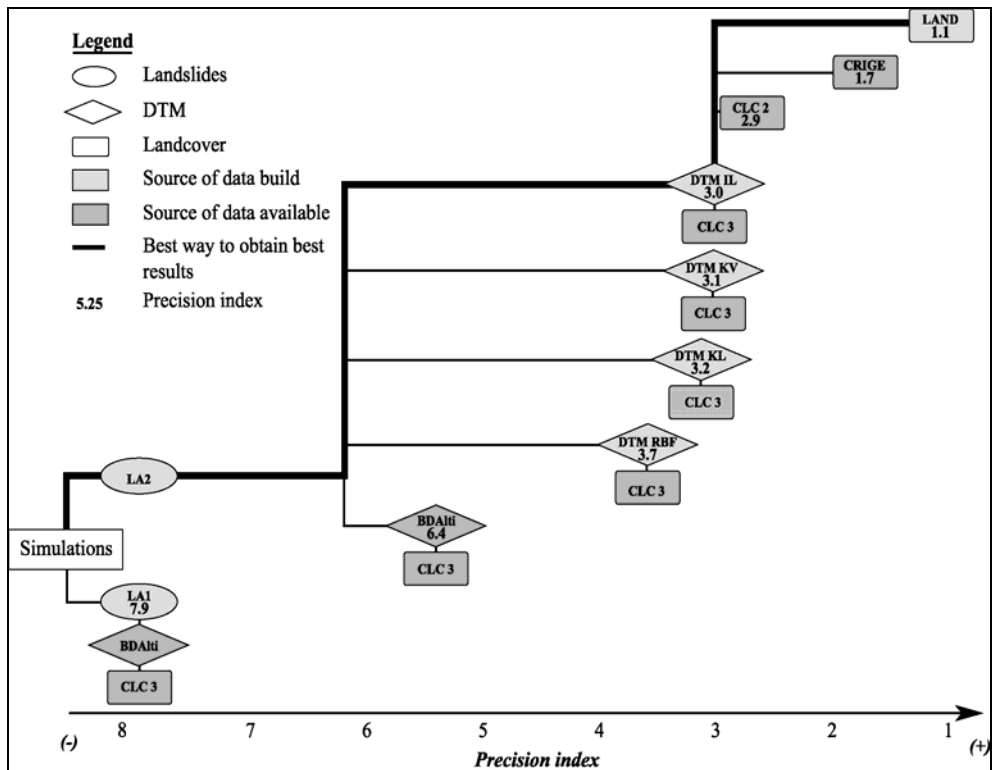 Legend
Landslides
DTM
Landcover
Source of data build
Source of data available
Best way to obtain best
results
5.25 Precision index
LAND
1.1
CRIGE
1.7
CLC 2
2.9
DTM IL
3.0
CLC 3
DTM KV
3.1
CLC 3
DTM KL
3.2
CLC 3
DTM RBF
3.7
CLC 3
LA2
BDAlti
6.4
CLC 3
Simulations
LA1
7.9
BDAlti
CLC 3
8 7 6 5 4 3 2 1
(-) (+)
Precision index